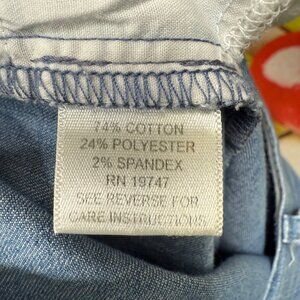 74% COTTON
24% POLYESTER
2% SPANDEX
RN 19747
SEE REVERSE FOR
CARE INSTRUCTIONS